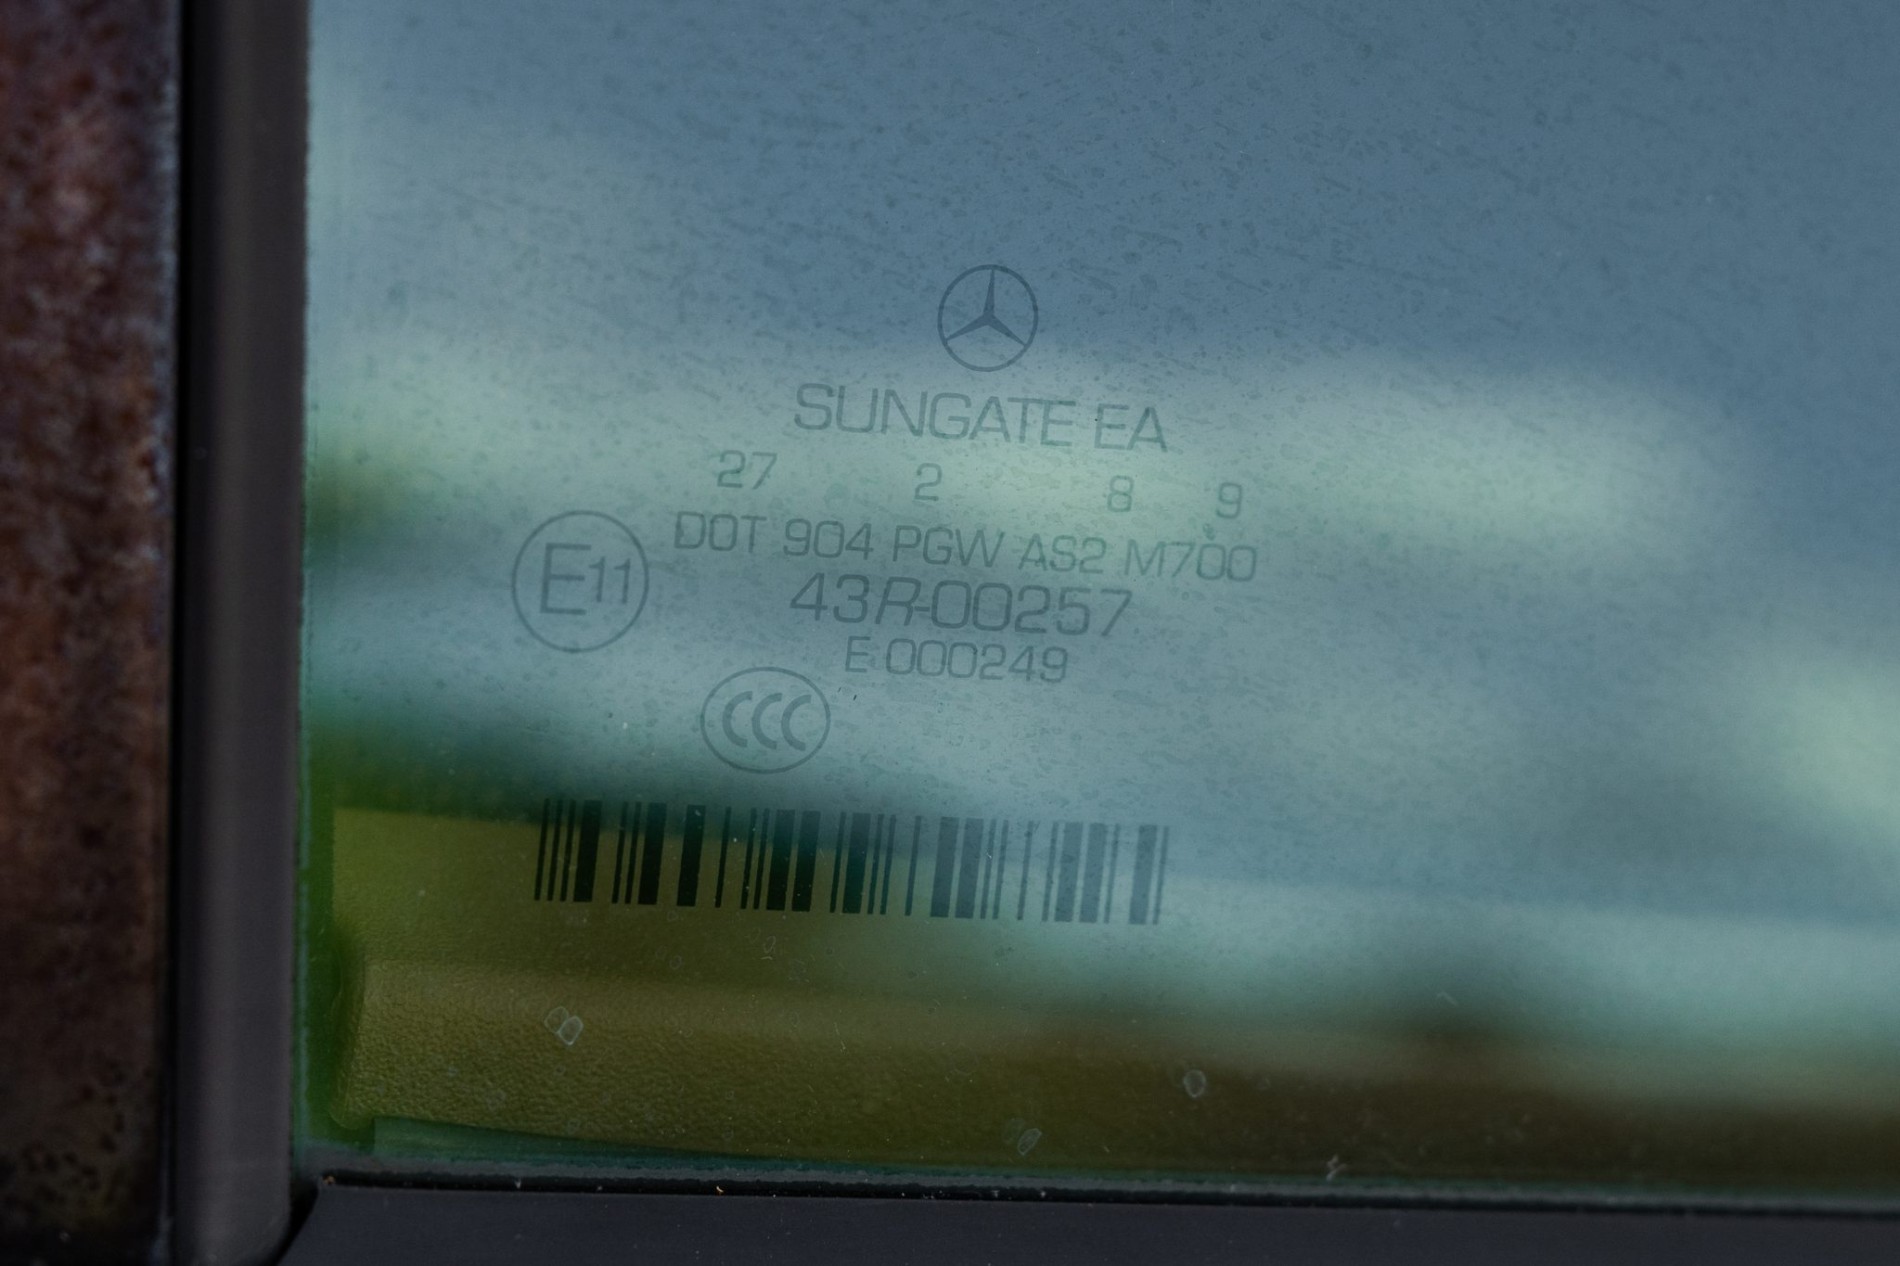 SUNGATE EA
27 2 8 9
DOT 904 PGW AS2 M700
E11
43R-00257
E 000249
CCC